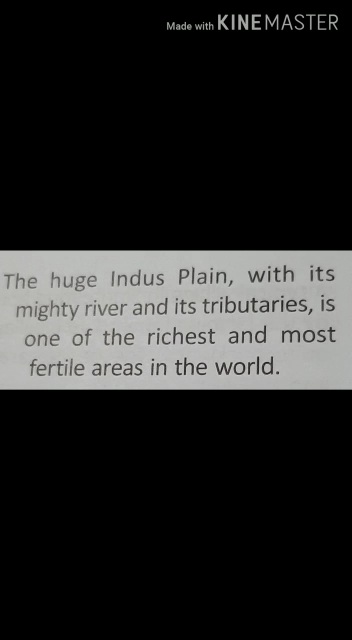 Made with KINEMASTER
The huge Indus Plain, with its
mighty river and its tributaries, is
one of the richest and most
fertile areas in the world.